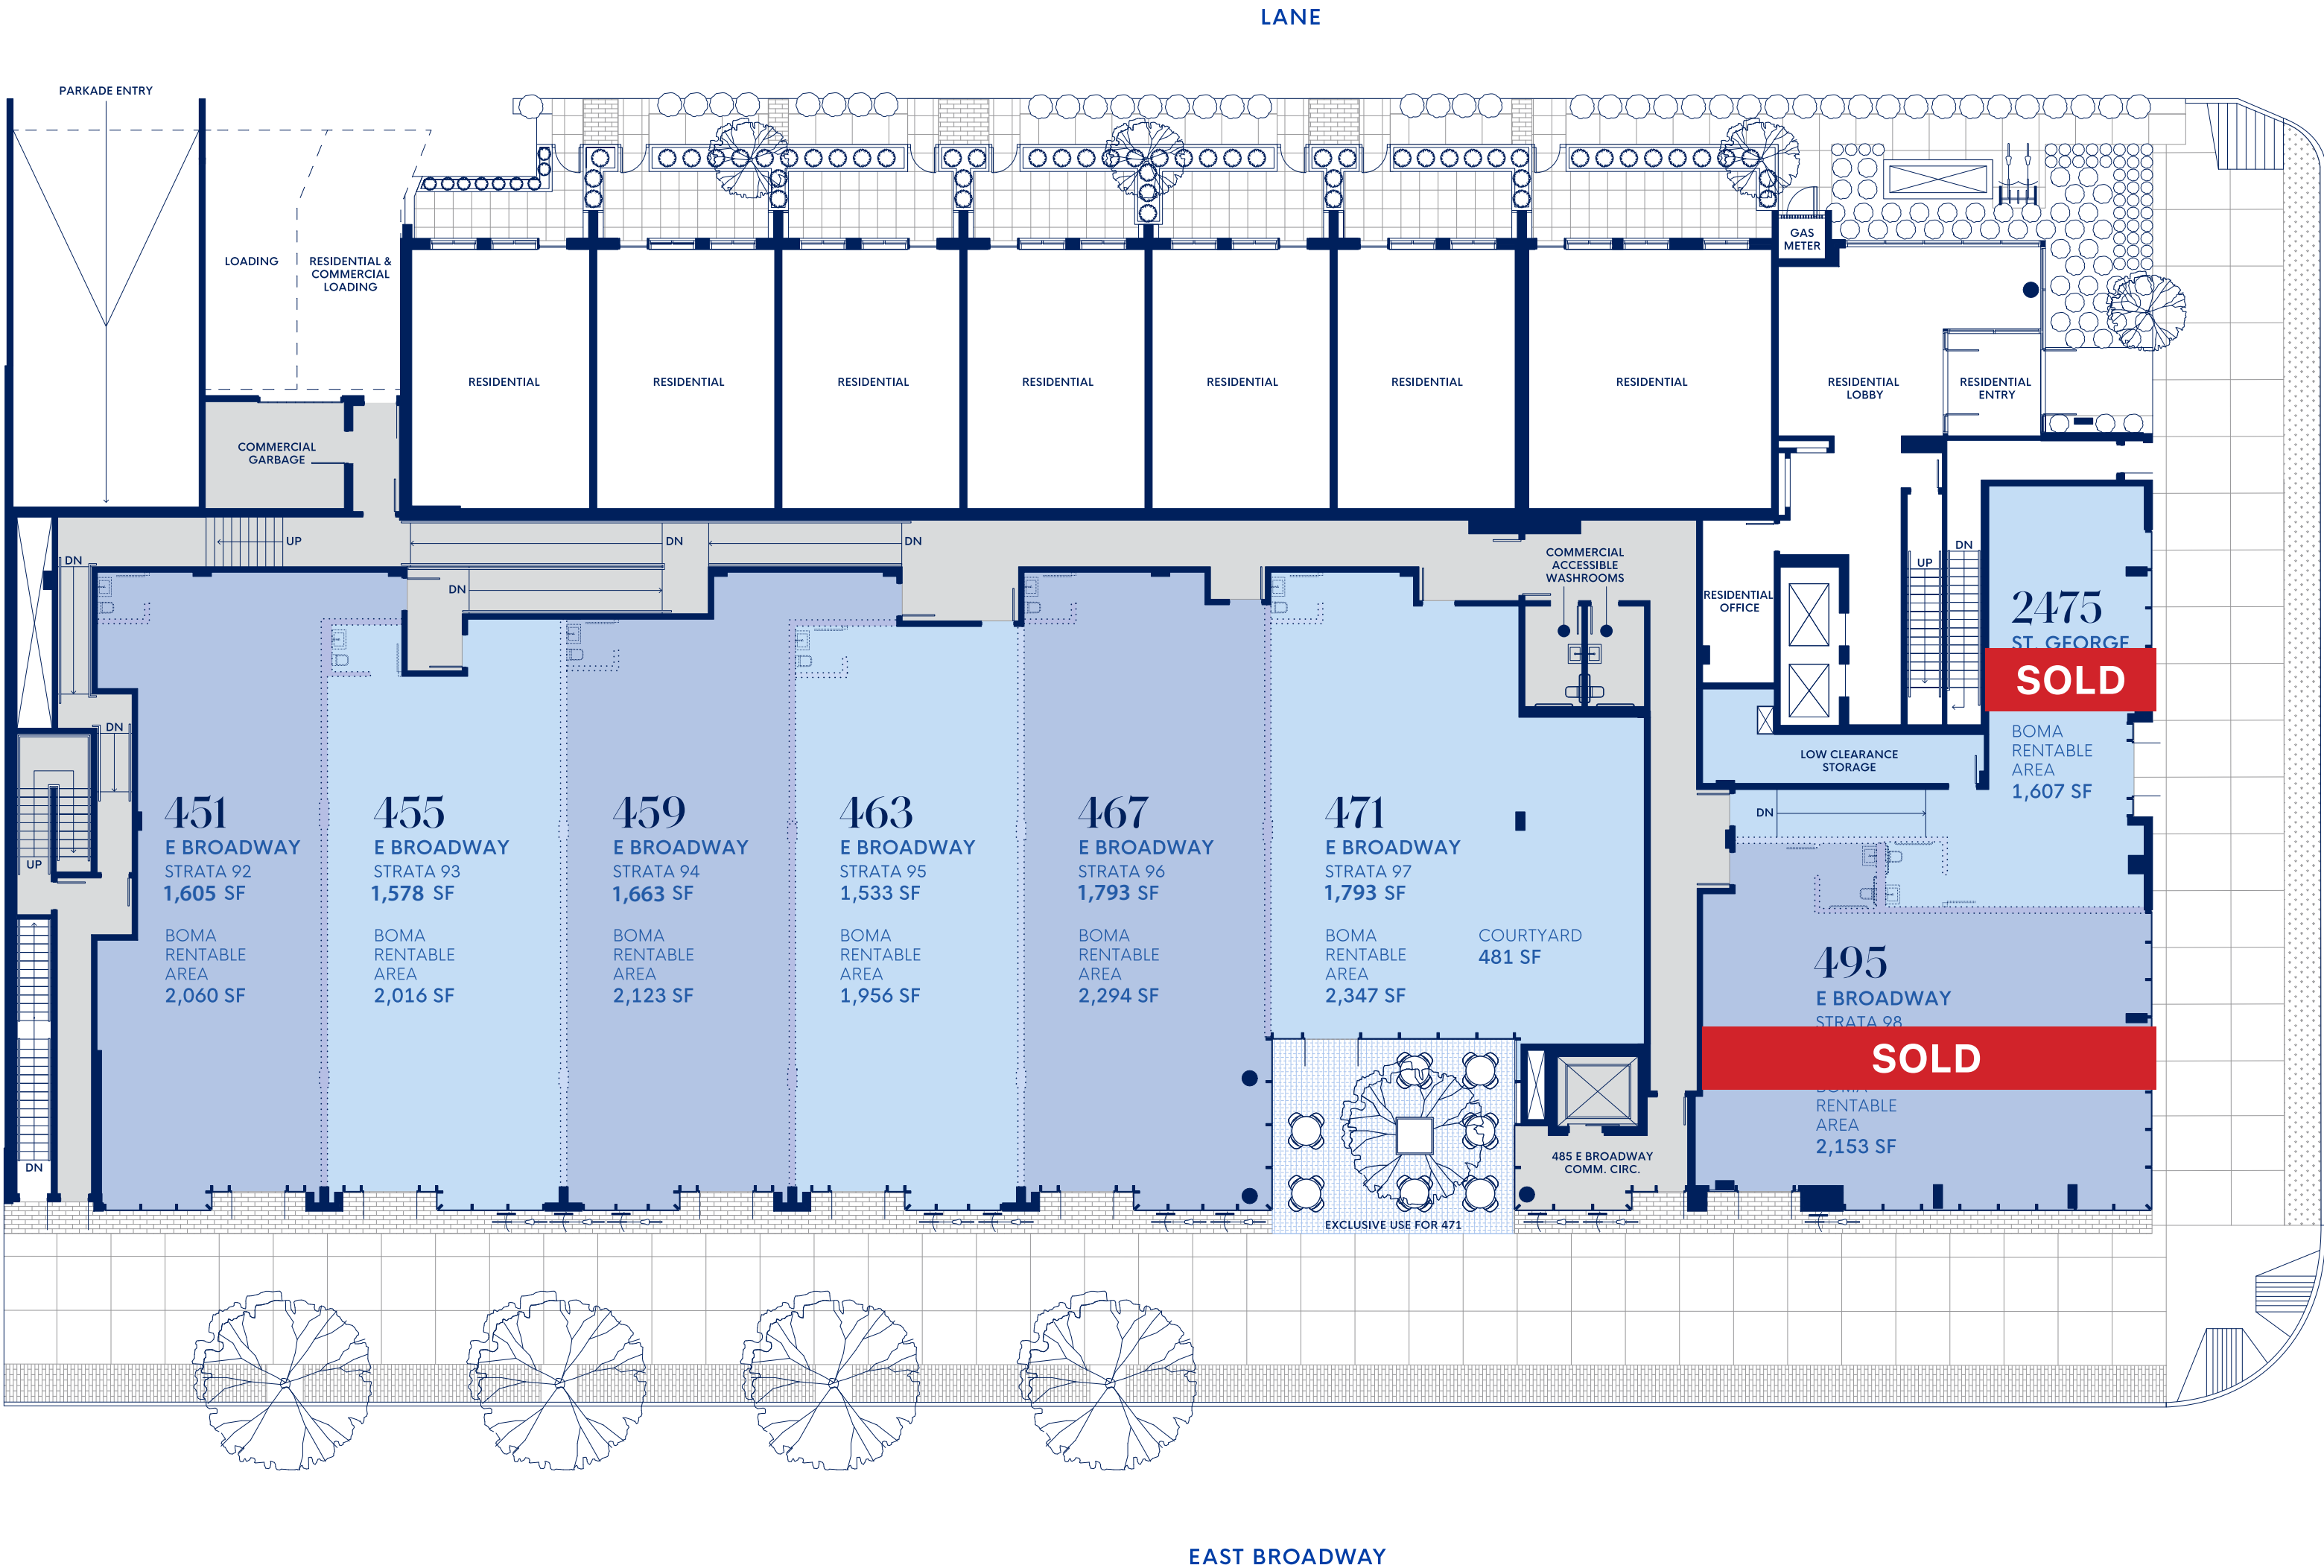 LANE
PARKADE ENTRY
LOADING
RESIDENTIAL &
COMMERCIAL
LOADING
GAS
METER
RESIDENTIAL
RESIDENTIAL
RESIDENTIAL
RESIDENTIAL
RESIDENTIAL
RESIDENTIAL
RESIDENTIAL
RESIDENTIAL
LOBBY
RESIDENTIAL
ENTRY
COMMERCIAL
GARBAGE
UP
DN
DN
DN
DN
DN
UP
DN
COMMERCIAL
ACCESSIBLE
WASHROOMS
RESIDENTIAL
OFFICE
UP
DN
2475
ST. GEORGE
SOLD
BOMA
RENTABLE
AREA
1,607 SF
LOW CLEARANCE
STORAGE
DN
451
E BROADWAY
STRATA 92
1,605 SF
BOMA
RENTABLE
AREA
2,060 SF
455
E BROADWAY
STRATA 93
1,578 SF
BOMA
RENTABLE
AREA
2,016 SF
459
E BROADWAY
STRATA 94
1,663 SF
BOMA
RENTABLE
AREA
2,123 SF
463
E BROADWAY
STRATA 95
1,533 SF
BOMA
RENTABLE
AREA
1,956 SF
467
E BROADWAY
STRATA 96
1,793 SF
BOMA
RENTABLE
AREA
2,294 SF
471
E BROADWAY
STRATA 97
1,793 SF
BOMA
RENTABLE
AREA
2,347 SF
COURTYARD
481 SF
495
E BROADWAY
STRATA 98
SOLD
BOMA
RENTABLE
AREA
2,153 SF
485 E BROADWAY
COMM. CIRC.
EXCLUSIVE USE FOR 471
EAST BROADWAY